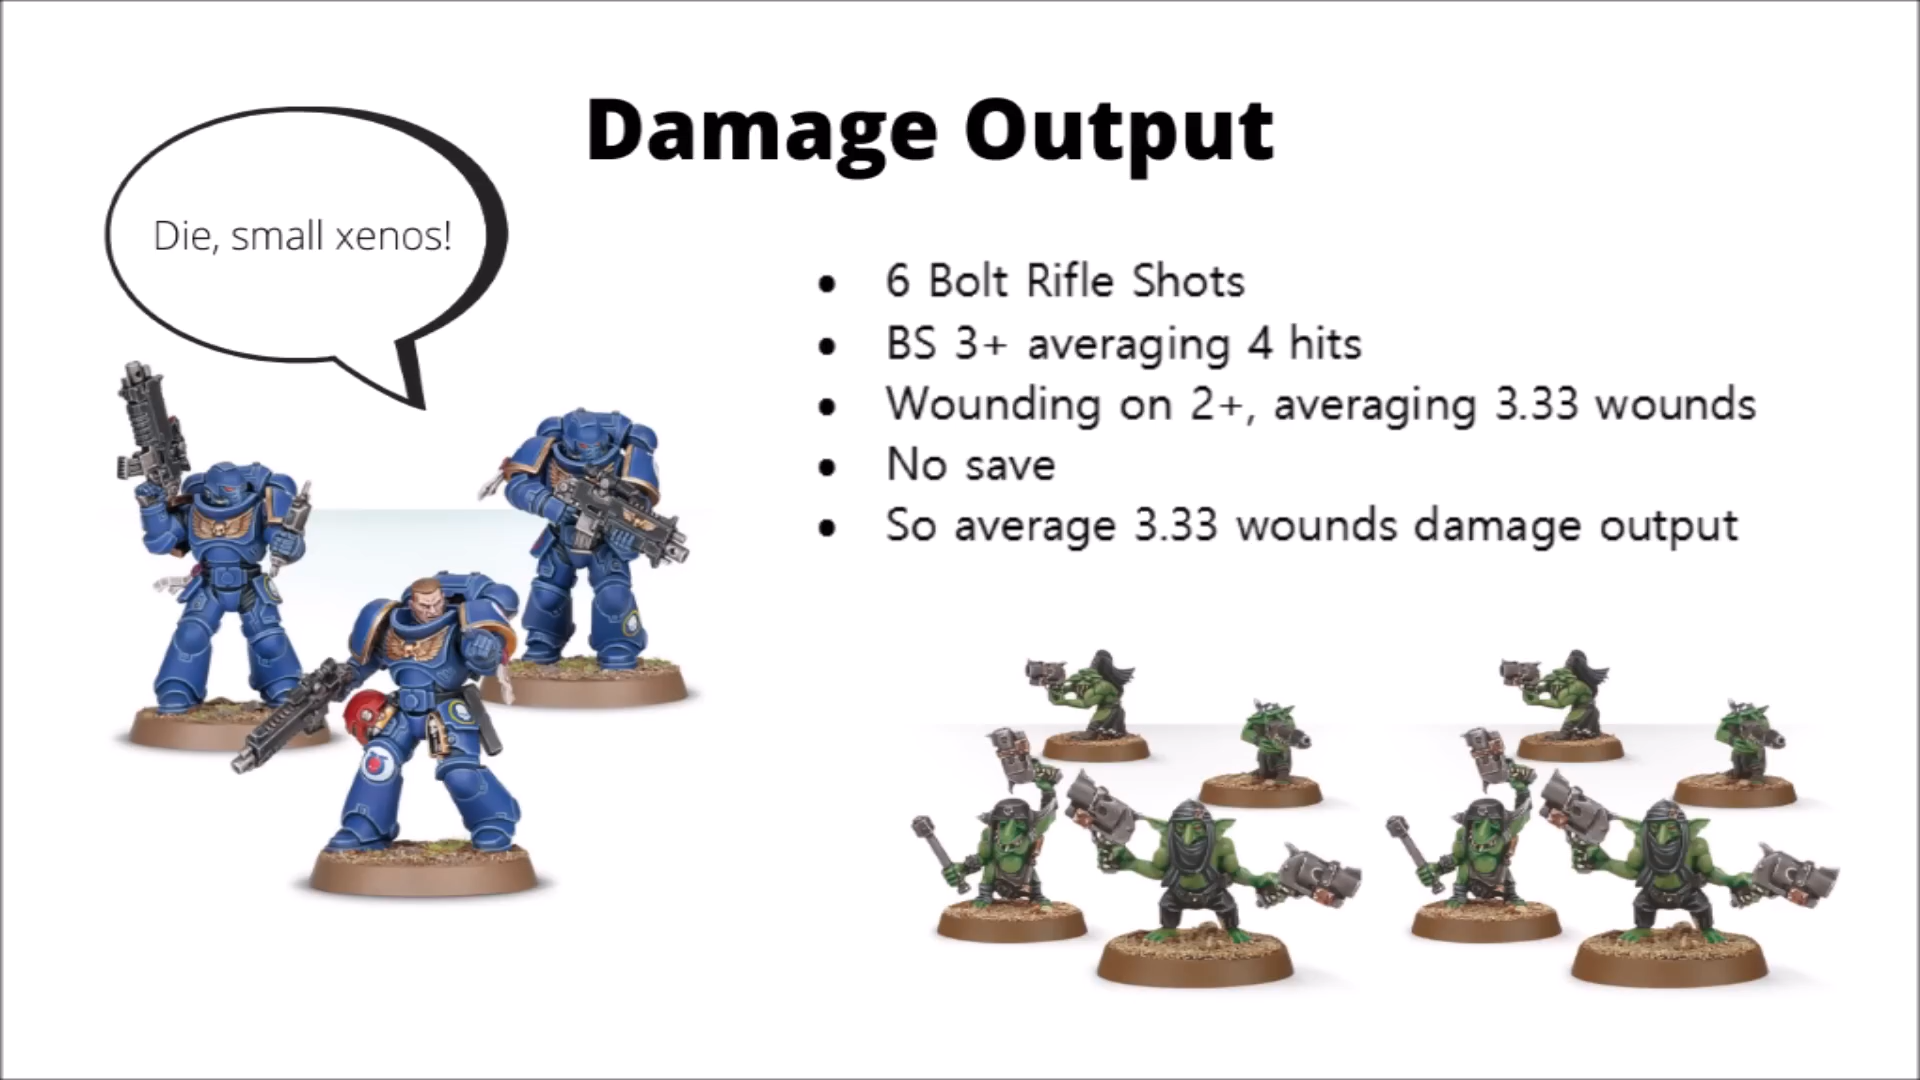 Damage Output
Die, small xenos!
• 6 Bolt Rifle Shots
• BS 3+ averaging 4 hits
• Wounding on 2+, averaging 3.33 wounds
• No save
• So average 3.33 wounds damage output